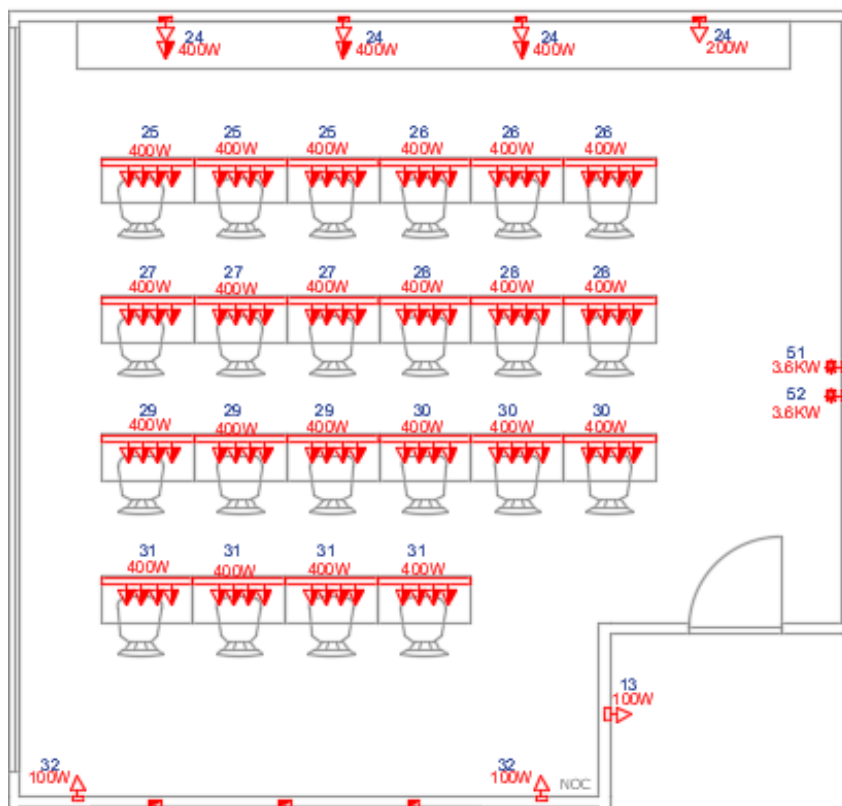 24 24 24 24
400W 400W 400W 200W
25 25 25 26 26 26
400W 400W 400W 400W 400W 400W
27 27 27 28 28 28
400W 400W 400W 400W 400W 400W
51
3.6KW
52
3.6KW
29 29 29 30 30 30
400W 400W 400W 400W 400W 400W
31 31 31 31
400W 400W 400W 400W
13
100W
32 32
100W 100W NOC